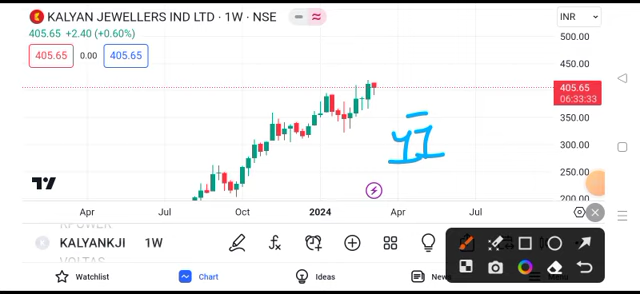 KALYAN JEWELLERS IND LTD · 1W · NSE
INR
405.65 +2.40 (+0.60%)
405.65 0.00 405.65
500.00
450.00
405.65
06:33:33
350.00
300.00
250.00
200.00
Apr Jul Oct 2024 Apr Jul
KALYANKJI 1W
VOLTAS
Watchlist Chart Ideas News